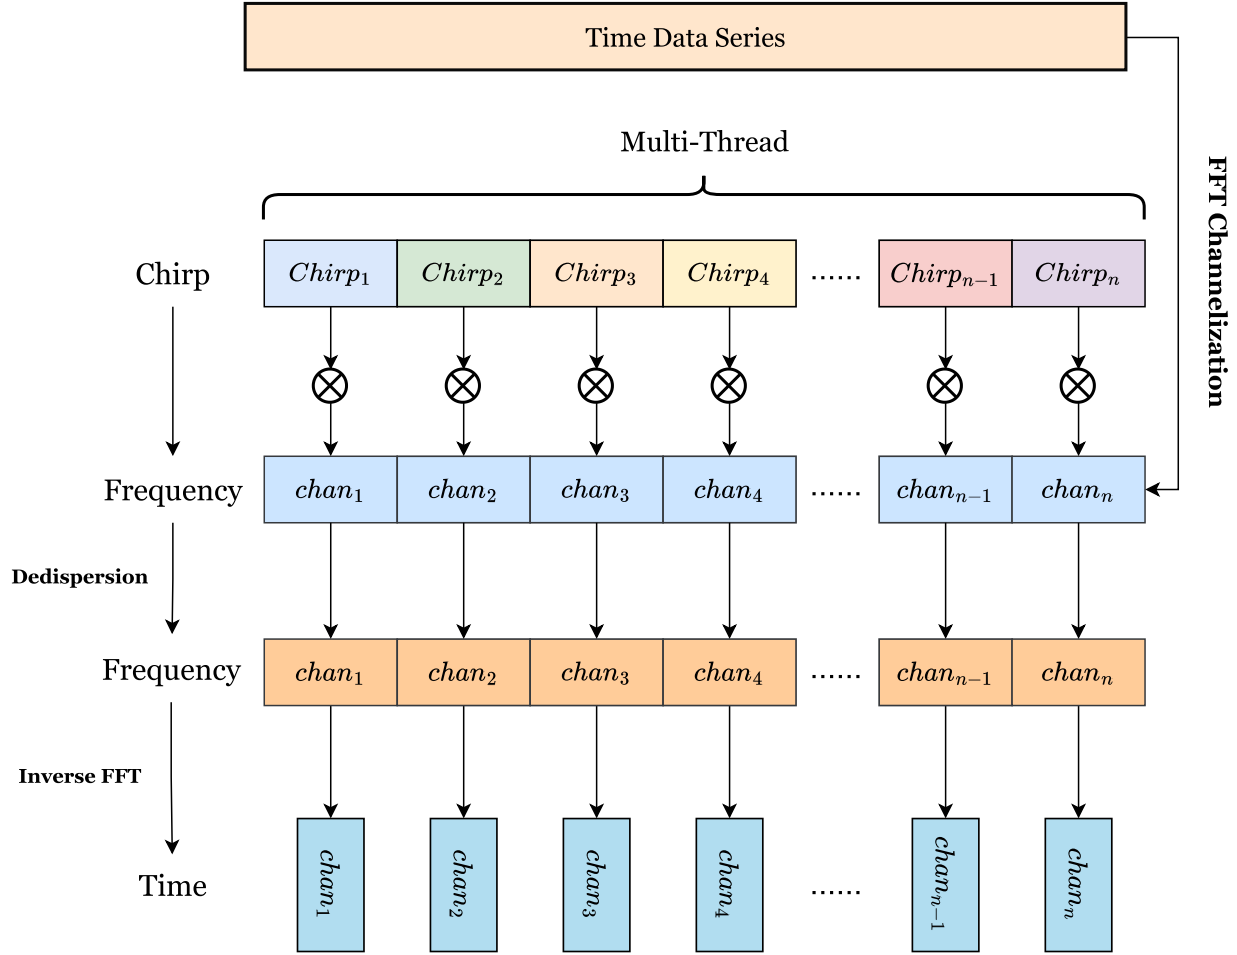 Time Data Series
Multi-Thread
FFT Channelization
Chirp
Chirp₁ Chirp₂ Chirp₃ Chirp₄ ...... Chirpₙ₋₁ Chirpₙ
Frequency
chan₁ chan₂ chan₃ chan₄ ...... chanₙ₋₁ chanₙ
Dedispersion
Frequency
chan₁ chan₂ chan₃ chan₄ ...... chanₙ₋₁ chanₙ
Inverse FFT
Time
chan₁ chan₂ chan₃ chan₄ ...... chanₙ₋₁ chanₙ